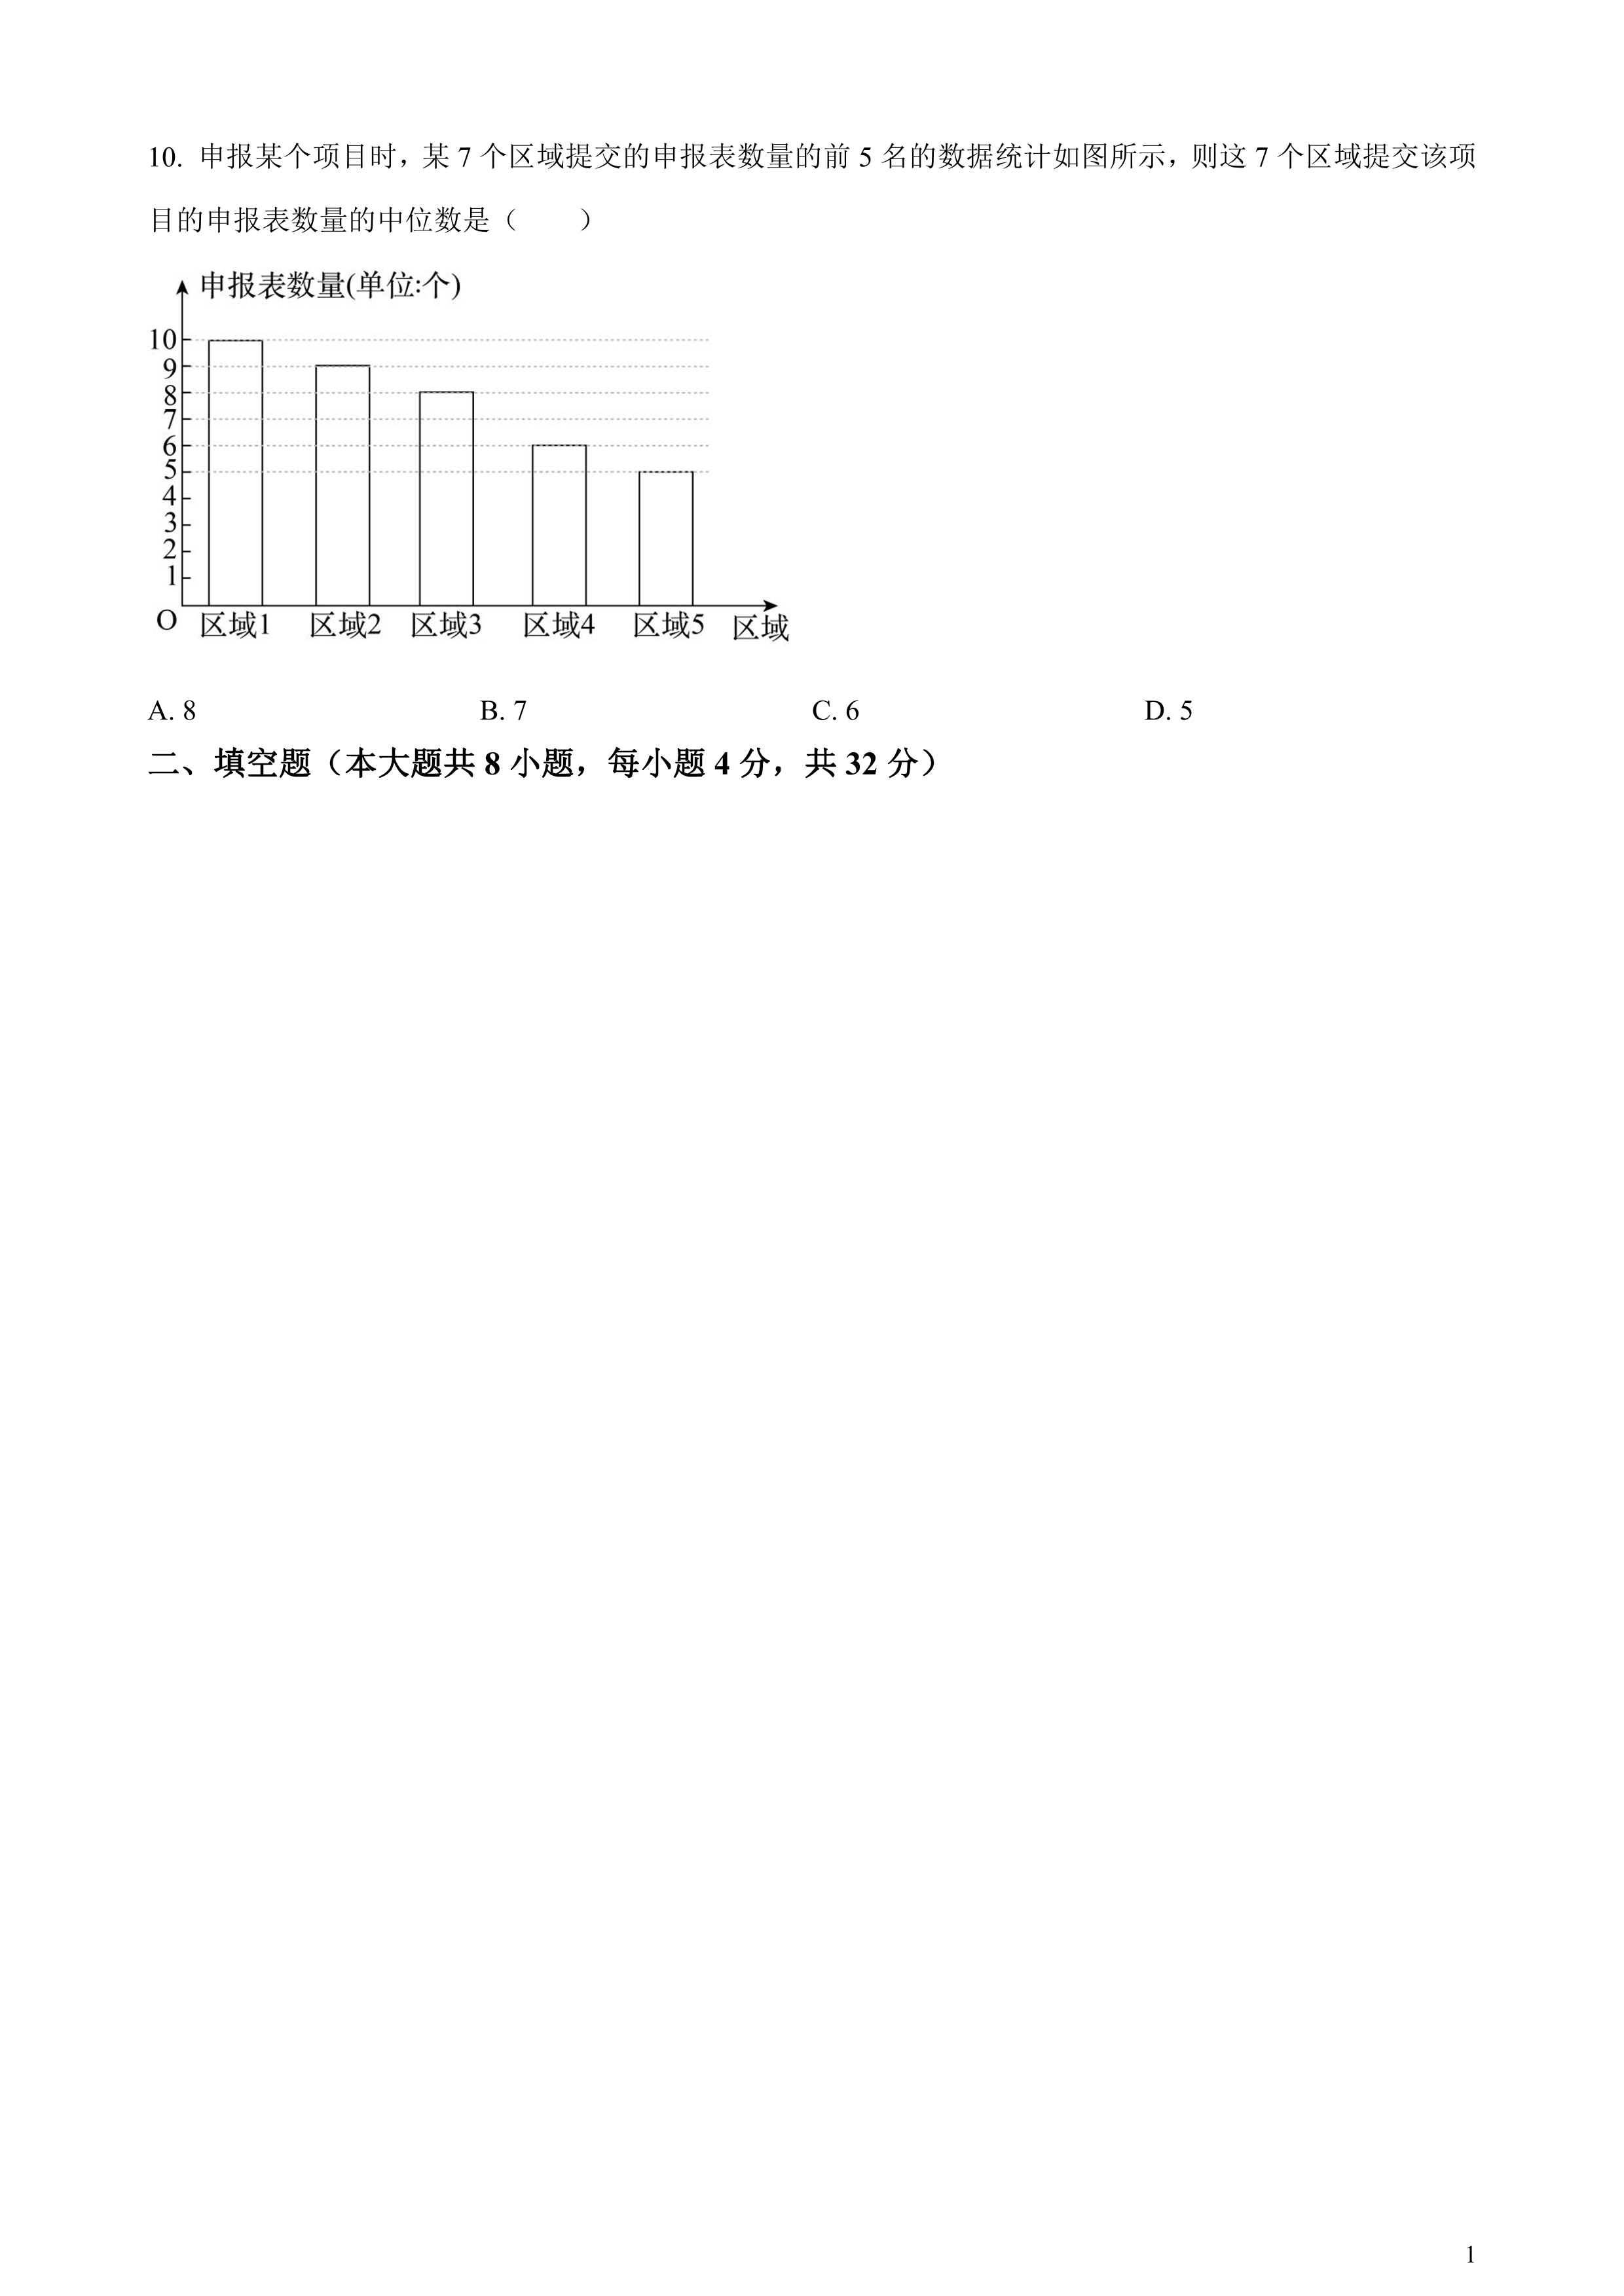 10. 申报某个项目时，某 7 个区域提交的申报表数量的前 5 名的数据统计如图所示，则这 7 个区域提交该项
目的申报表数量的中位数是（　　）
申报表数量(单位:个)
10
9
8
7
6
5
4
3
2
1
O 区域1 区域2 区域3 区域4 区域5 区域
A. 8 B. 7 C. 6 D. 5
二、填空题（本大题共 8 小题，每小题 4 分，共 32 分）
1